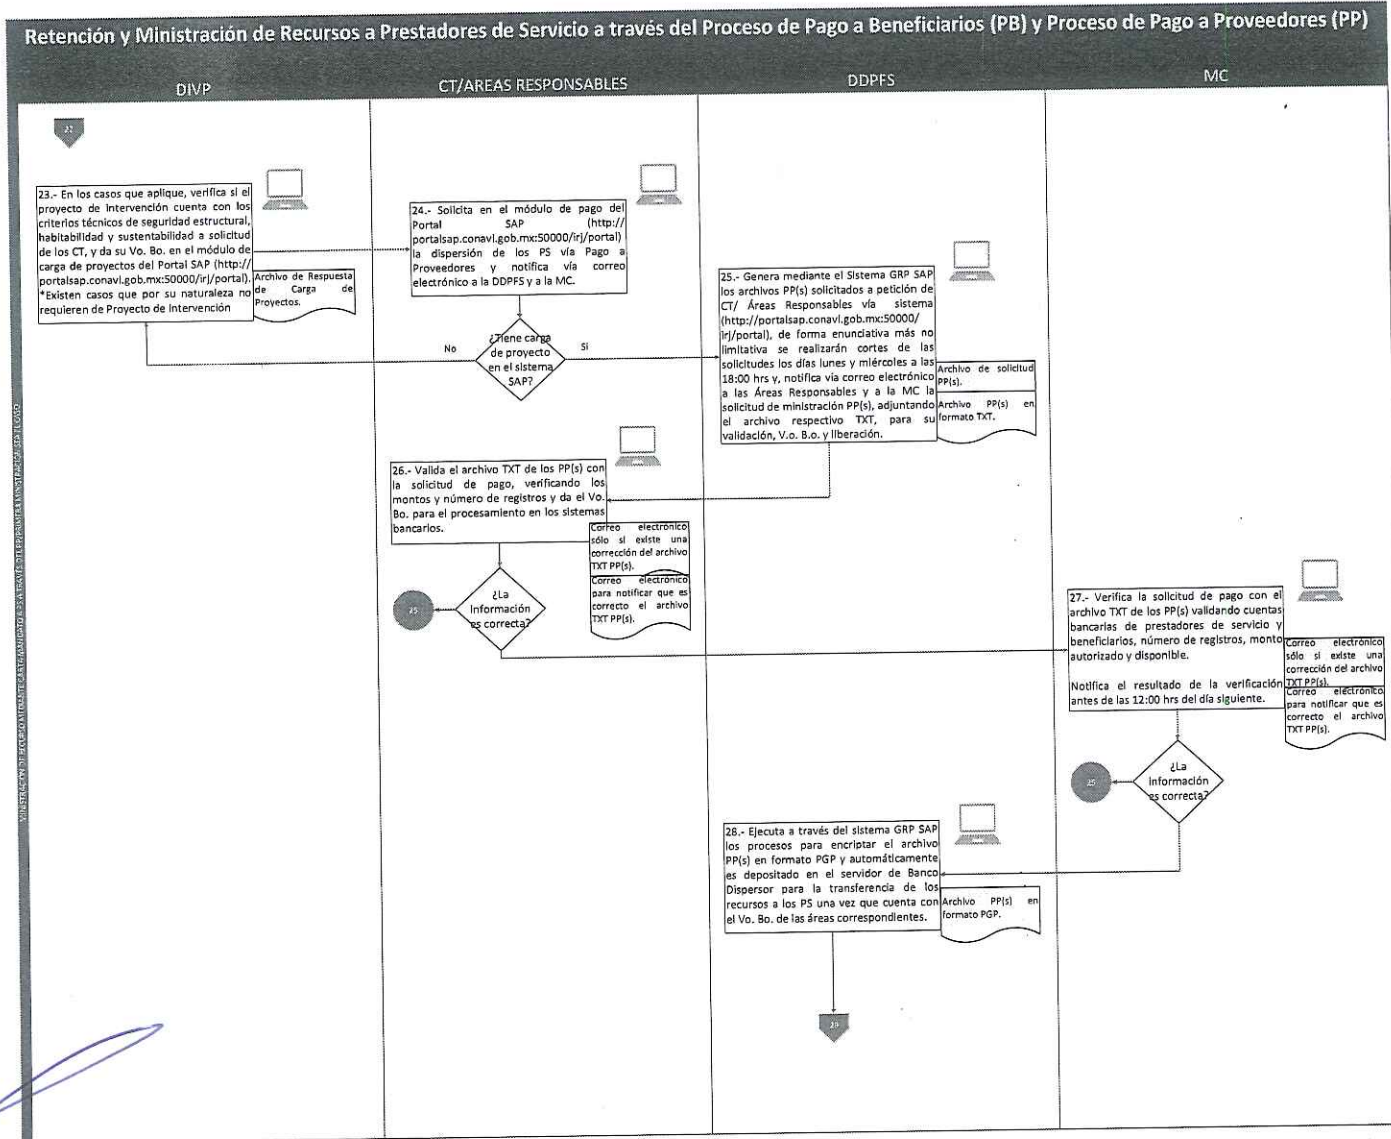 Retención y Ministración de Recursos a Prestadores de Servicio a través del Proceso de Pago a Beneficiarios (PB) y Proceso de Pago a Proveedores (PP)
DIVP
CT/AREAS RESPONSABLES
DDPFS
MC
23.- En los casos que aplique, verifica si el
proyecto de Intervención cuenta con los
criterios técnicos de seguridad estructural,
habitabilidad y sustentabilidad a solicitud
de los CT, y da su Vo. Bo. en el módulo de
carga de proyectos del Portal SAP (http://
portalsap.conavi.gob.mx:50000/irj/portal).
*Existen casos que por su naturaleza no
requieren de Proyecto de Intervención
Archivo de Respuesta
de Carga de
Proyectos.
24.- Solicita en el módulo de pago del
Portal SAP (http://
portalsap.conavi.gob.mx:50000/irj/portal)
la dispersión de los PS vía Pago a
Proveedores y notifica vía correo
electrónico a la DDPFS y a la MC.
¿Tiene carga
de proyecto
en el sistema
SAP?
No
Si
25.- Genera mediante el Sistema GRP SAP
los archivos PP(s) solicitados a petición de
CT/ Áreas Responsables vía sistema
(http://portalsap.conavi.gob.mx:50000/
irj/portal), de forma enunciativa más no
limitativa se realizarán cortes de las
solicitudes los días lunes y miércoles a las
18:00 hrs y, notifica vía correo electrónico
a las Áreas Responsables y a la MC la
solicitud de ministración PP(s), adjuntando
el archivo respectivo TXT, para su
validación, V.o. B.o. y liberación.
Archivo de solicitud
PP(s).
Archivo PP(s) en
formato TXT.
26.- Valida el archivo TXT de los PP(s) con
la solicitud de pago, verificando los
montos y número de registros y da el Vo.
Bo. para el procesamiento en los sistemas
bancarios.
Correo electrónico
sólo si existe una
corrección del archivo
TXT PP(s).
Correo electrónico
para notificar que es
correcto el archivo
TXT PP(s).
¿La
Información
es correcta?
25
27.- Verifica la solicitud de pago con el
archivo TXT de los PP(s) validando cuentas
bancarias de prestadores de servicio y
beneficiarios, número de registros, monto
autorizado y disponible.
Notifica el resultado de la verificación
antes de las 12:00 hrs del día siguiente.
Correo electrónico
sólo si existe una
corrección del archivo
TXT PP(s).
Correo electrónico
para notificar que es
correcto el archivo
TXT PP(s).
¿La
Información
es correcta?
25
28.- Ejecuta a través del sistema GRP SAP
los procesos para encriptar el archivo
PP(s) en formato PGP y automáticamente
es depositado en el servidor de Banco
Dispersor para la transferencia de los
recursos a los PS una vez que cuenta con
el Vo. Bo. de las áreas correspondientes.
Archivo PP(s) en
formato PGP.